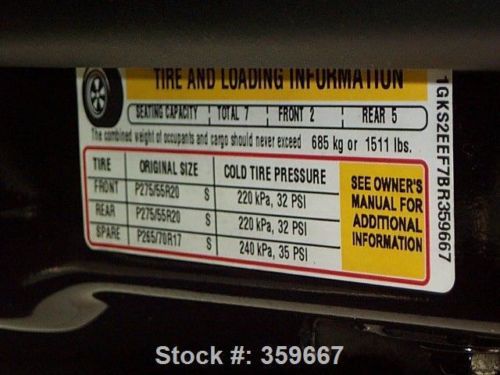 TIRE AND LOADING INFORMATION
SEATING CAPACITY TOTAL 7 FRONT 2 REAR 5
The combined weight of occupants and cargo should never exceed 685 kg or 1511 lbs.
TIRE ORIGINAL SIZE COLD TIRE PRESSURE
FRONT P275/55R20 S 220 kPa, 32 PSI
REAR P275/55R20 S 220 kPa, 32 PSI
SPARE P265/70R17 S 240 kPa, 35 PSI
SEE OWNER'S
MANUAL FOR
ADDITIONAL
INFORMATION
1GKS2EEF7BR359667
Stock #: 359667